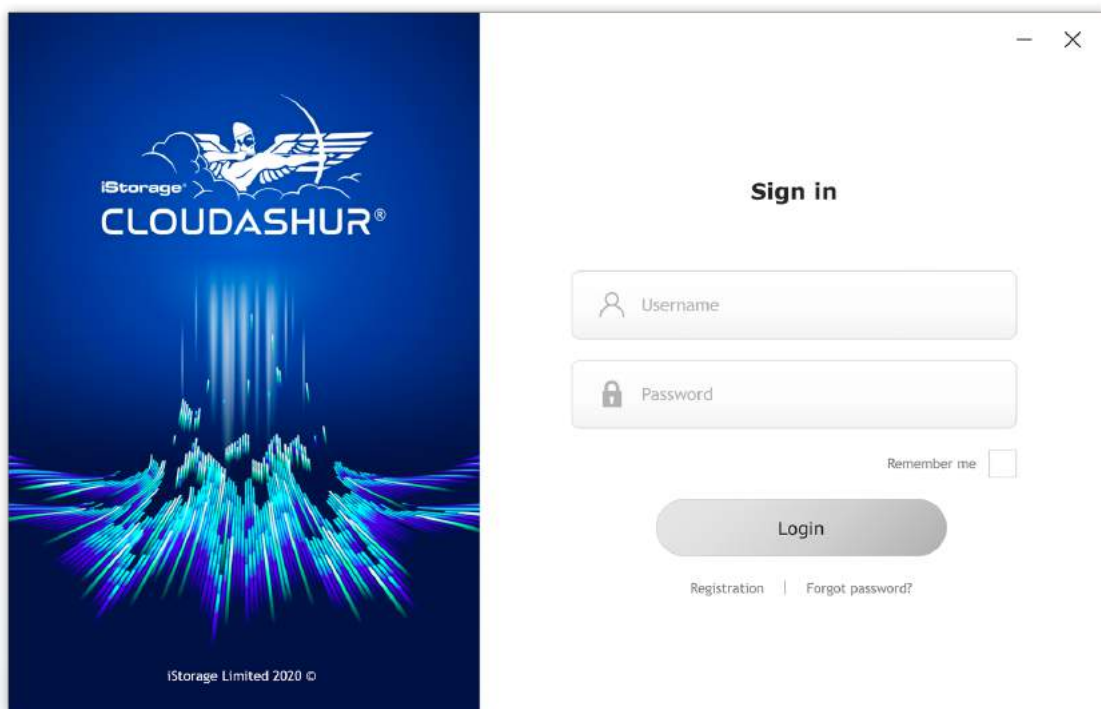 iStorage®
CLOUDASHUR®
iStorage Limited 2020 ©
Sign in
Username
Password
Remember me
Login
Registration | Forgot password?